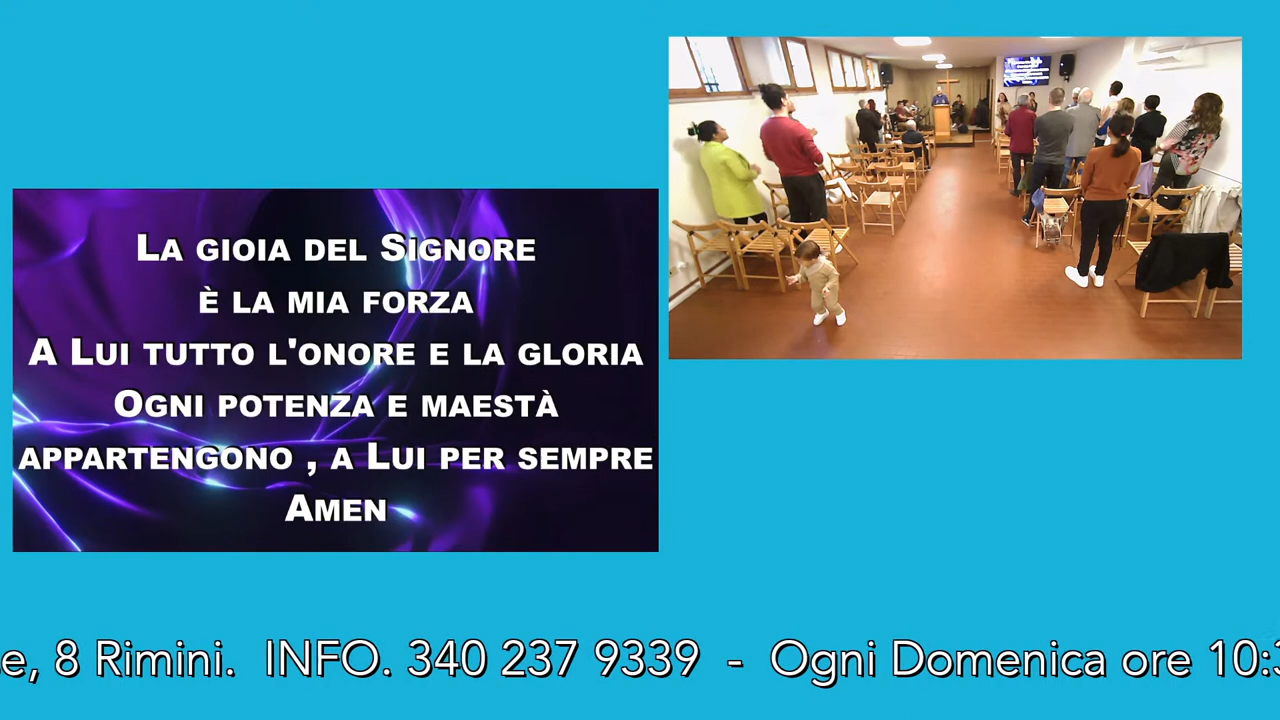 La gioia del Signore
è la mia forza
A Lui tutto l'onore e la gloria
Ogni potenza e maestà
appartengono , a Lui per sempre
Amen
e, 8 Rimini. INFO. 340 237 9339 - Ogni Domenica ore 10:3